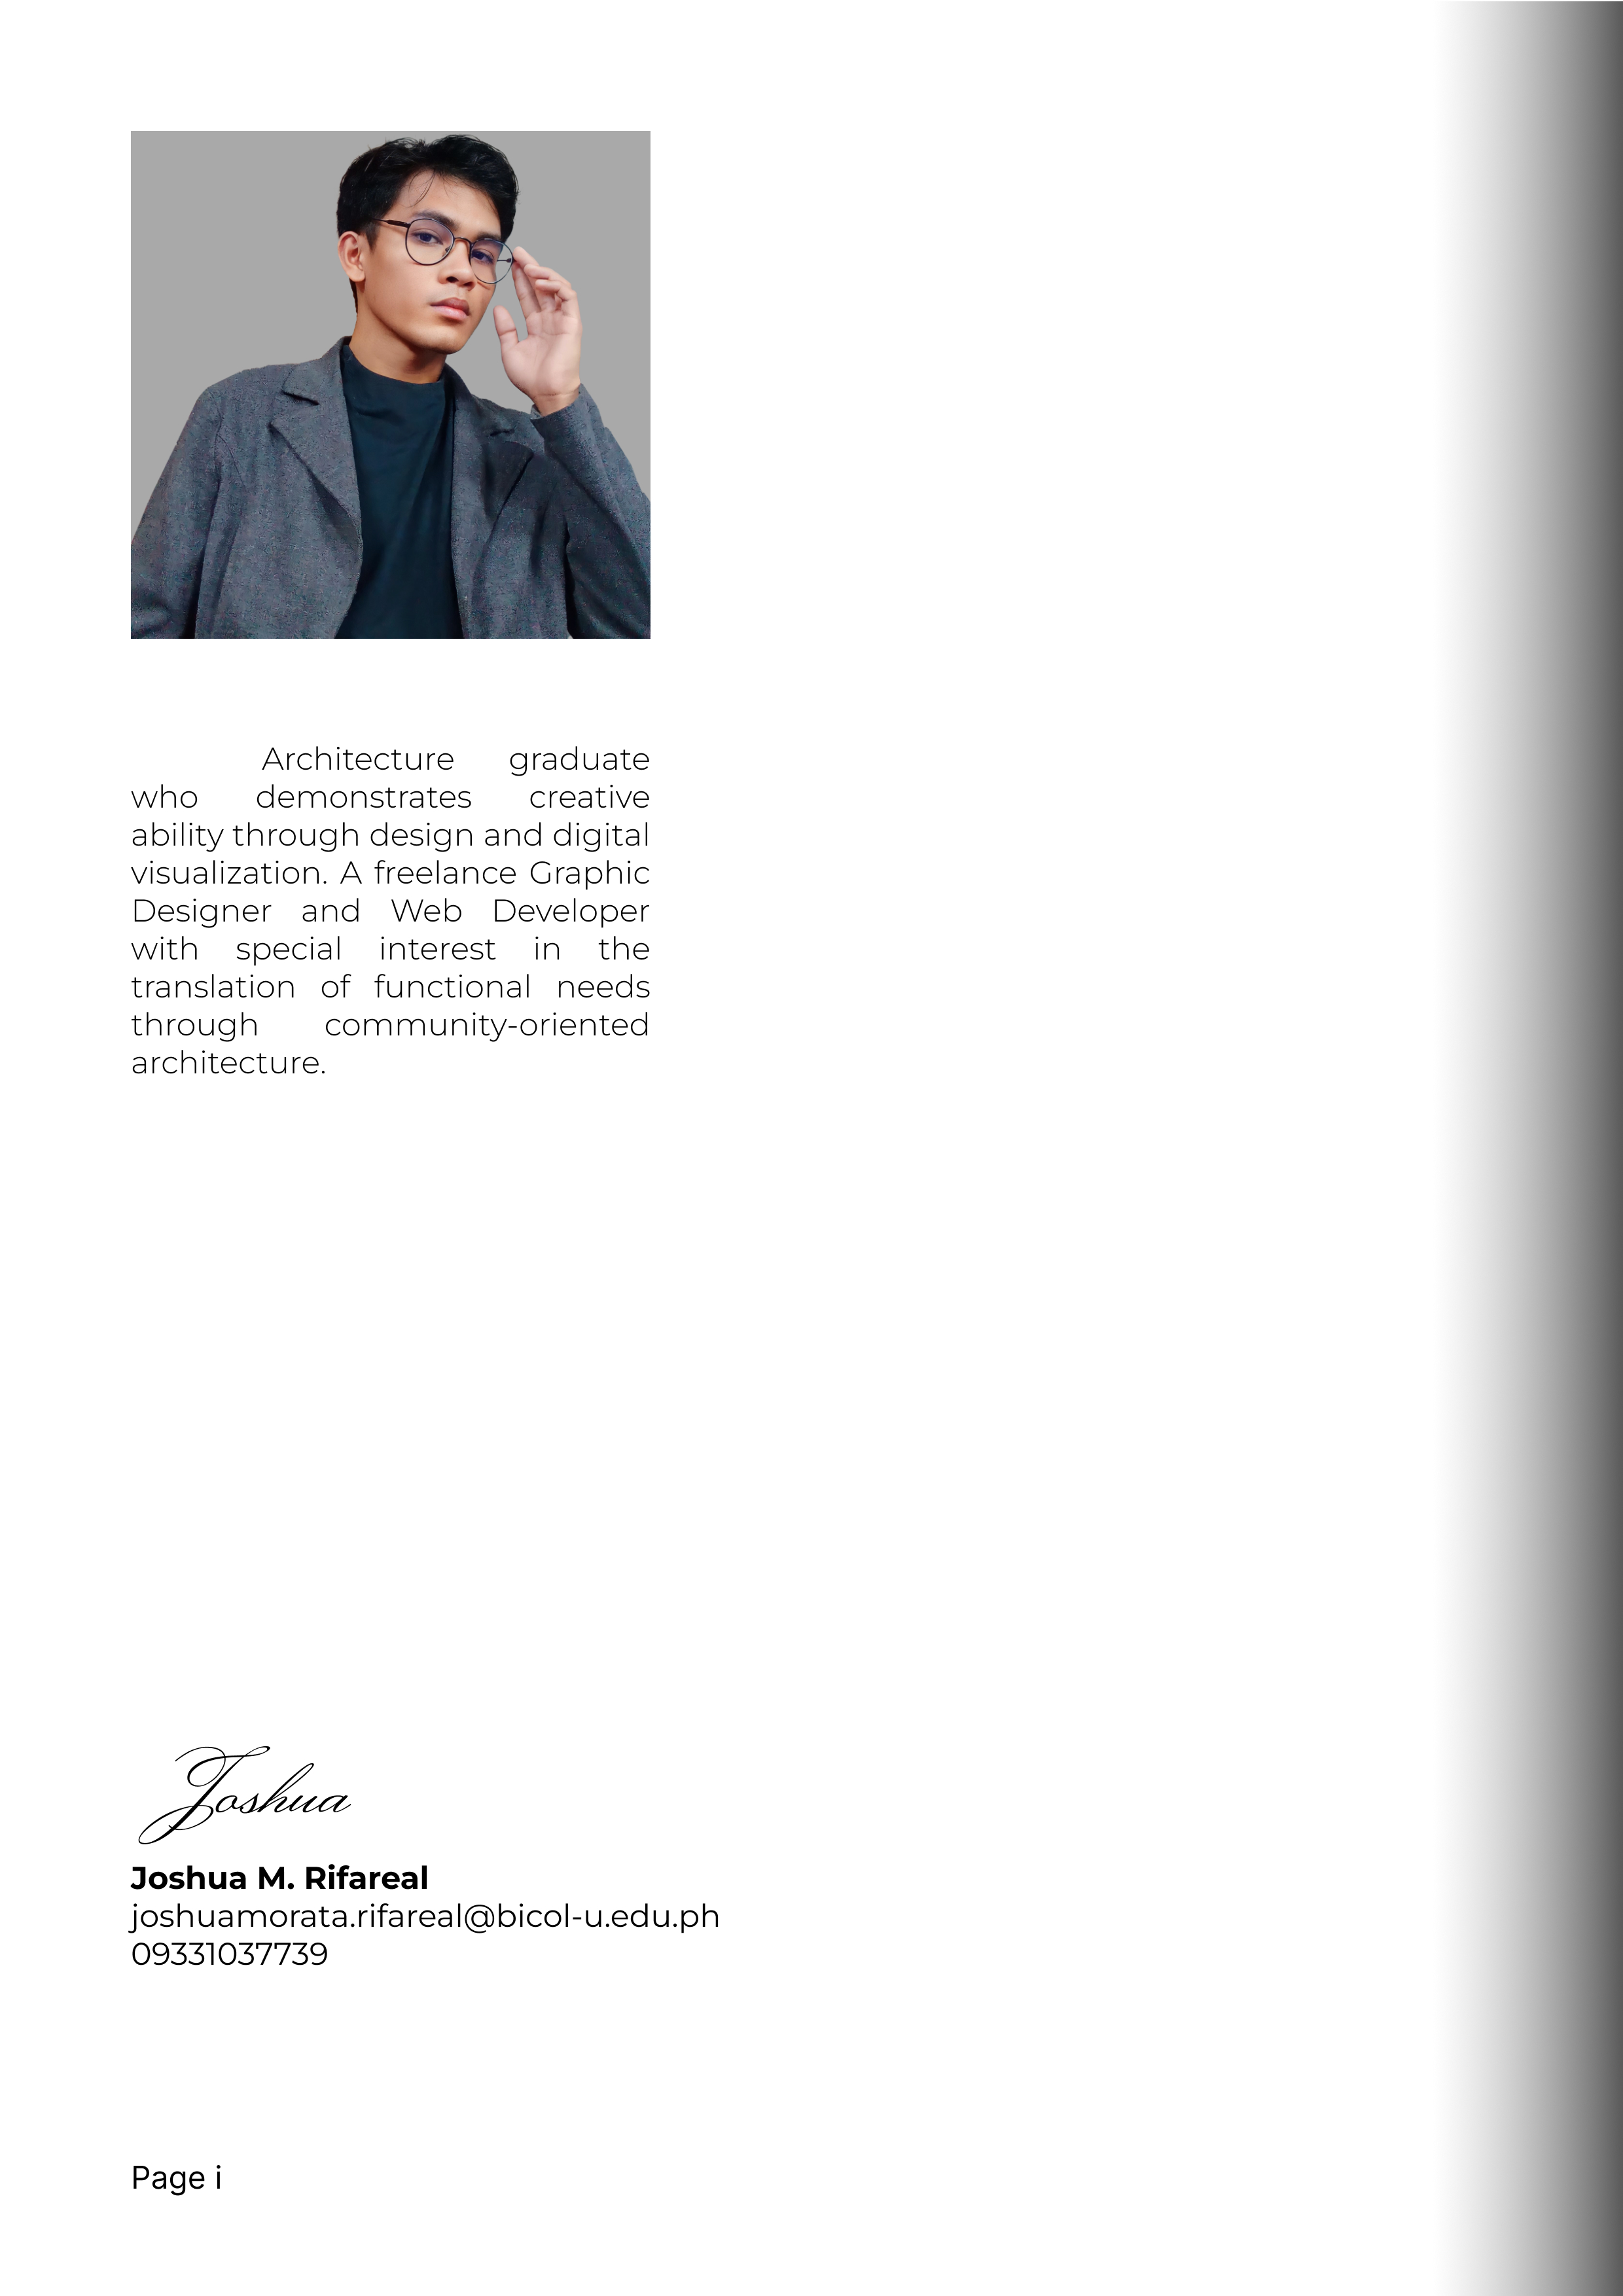 Architecture graduate
who demonstrates creative
ability through design and digital
visualization. A freelance Graphic
Designer and Web Developer
with special interest in the
translation of functional needs
through community-oriented
architecture.
Joshua
Joshua M. Rifareal
joshuamorata.rifareal@bicol-u.edu.ph
09331037739
Page i